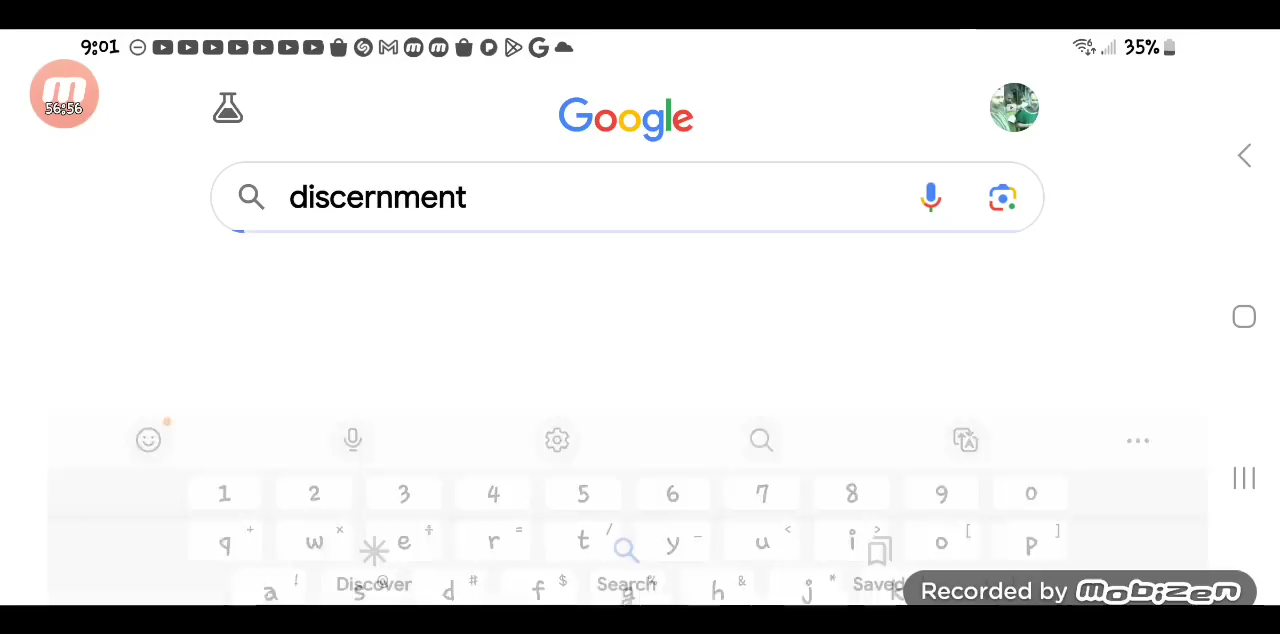 9:01 35%
56:56
Google
discernment
1 2 3 4 5 6 7 8 9 0
q + w × e ÷ r = t / y _ u < i > o [ p ]
a ! s @ d # f $ g h & j * k
Discover Search Saved
Recorded by mobizen